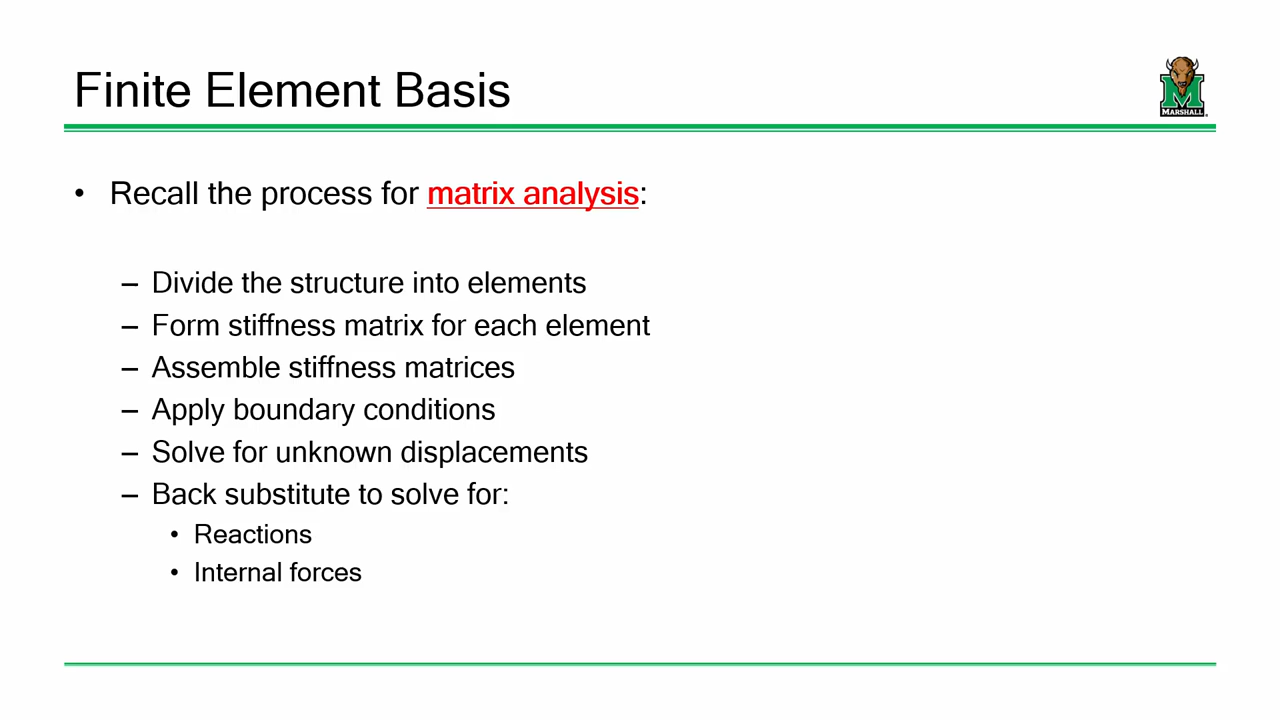 Finite Element Basis
MARSHALL
• Recall the process for matrix analysis:
– Divide the structure into elements
– Form stiffness matrix for each element
– Assemble stiffness matrices
– Apply boundary conditions
– Solve for unknown displacements
– Back substitute to solve for:
• Reactions
• Internal forces